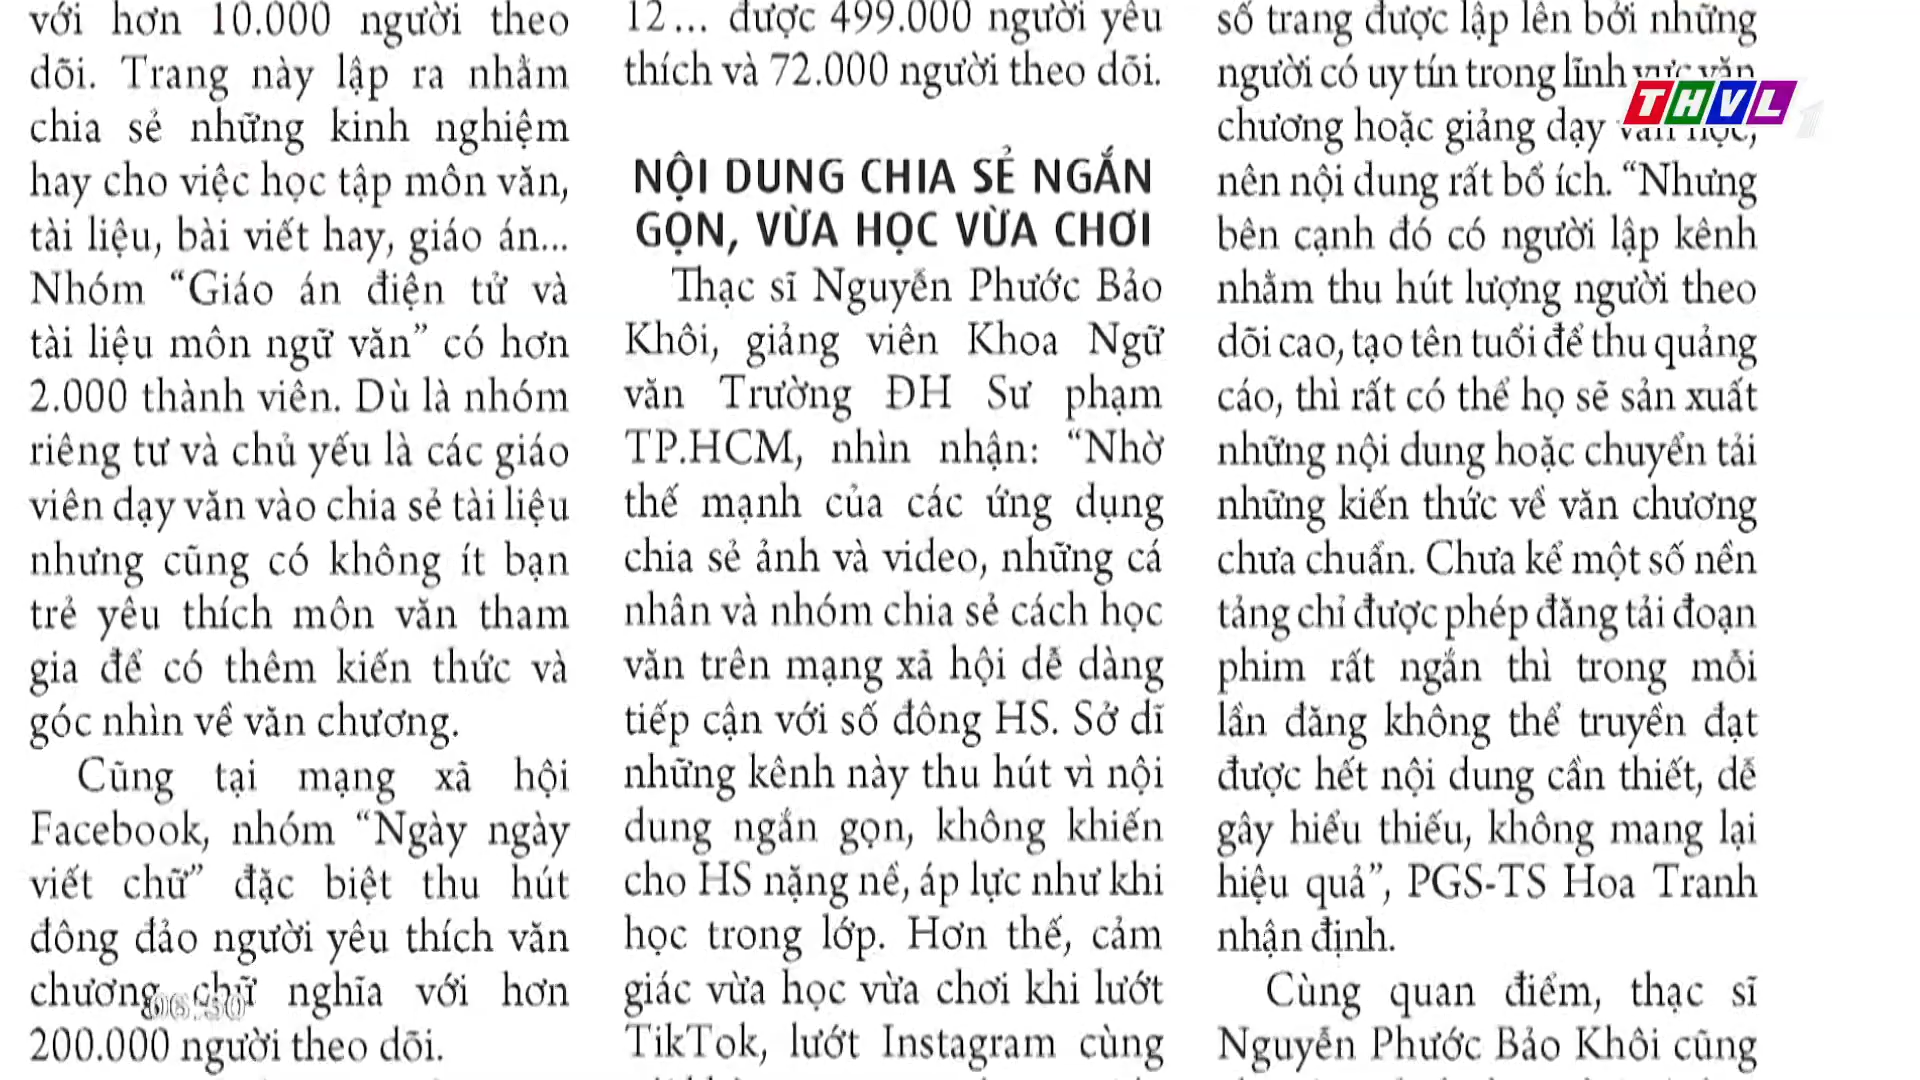 với hơn 10.000 người theo
dõi. Trang này lập ra nhằm
chia sẻ những kinh nghiệm
hay cho việc học tập môn văn,
tài liệu, bài viết hay, giáo án...
Nhóm “Giáo án điện tử và
tài liệu môn ngữ văn” có hơn
2.000 thành viên. Dù là nhóm
riêng tư và chủ yếu là các giáo
viên dạy văn vào chia sẻ tài liệu
nhưng cũng có không ít bạn
trẻ yêu thích môn văn tham
gia để có thêm kiến thức và
góc nhìn về văn chương.
Cũng tại mạng xã hội
Facebook, nhóm “Ngày ngày
viết chữ” đặc biệt thu hút
đông đảo người yêu thích văn
chương chữ nghĩa với hơn
200.000 người theo dõi.
12... được 499.000 người yêu
thích và 72.000 người theo dõi.
NỘI DUNG CHIA SẺ NGẮN
GỌN, VỪA HỌC VỪA CHƠI
Thạc sĩ Nguyễn Phước Bảo
Khôi, giảng viên Khoa Ngữ
văn Trường ĐH Sư phạm
TP.HCM, nhìn nhận: “Nhờ
thế mạnh của các ứng dụng
chia sẻ ảnh và video, những cá
nhân và nhóm chia sẻ cách học
văn trên mạng xã hội dễ dàng
tiếp cận với số đông HS. Sở dĩ
những kênh này thu hút vì nội
dung ngắn gọn, không khiến
cho HS nặng nề, áp lực như khi
học trong lớp. Hơn thế, cảm
giác vừa học vừa chơi khi lướt
TikTok, lướt Instagram cùng
số trang được lập lên bởi những
người có uy tín trong lĩnh vực văn
chương hoặc giảng dạy văn học,
nên nội dung rất bổ ích. “Nhưng
bên cạnh đó có người lập kênh
nhằm thu hút lượng người theo
dõi cao, tạo tên tuổi để thu quảng
cáo, thì rất có thể họ sẽ sản xuất
những nội dung hoặc chuyển tải
những kiến thức về văn chương
chưa chuẩn. Chưa kể một số nền
tảng chỉ được phép đăng tải đoạn
phim rất ngắn thì trong mỗi
lần đăng không thể truyền đạt
được hết nội dung cần thiết, dễ
gây hiểu thiếu, không mang lại
hiệu quả”, PGS-TS Hoa Tranh
nhận định.
Cùng quan điểm, thạc sĩ
Nguyễn Phước Bảo Khôi cũng
THVL 1
06:30